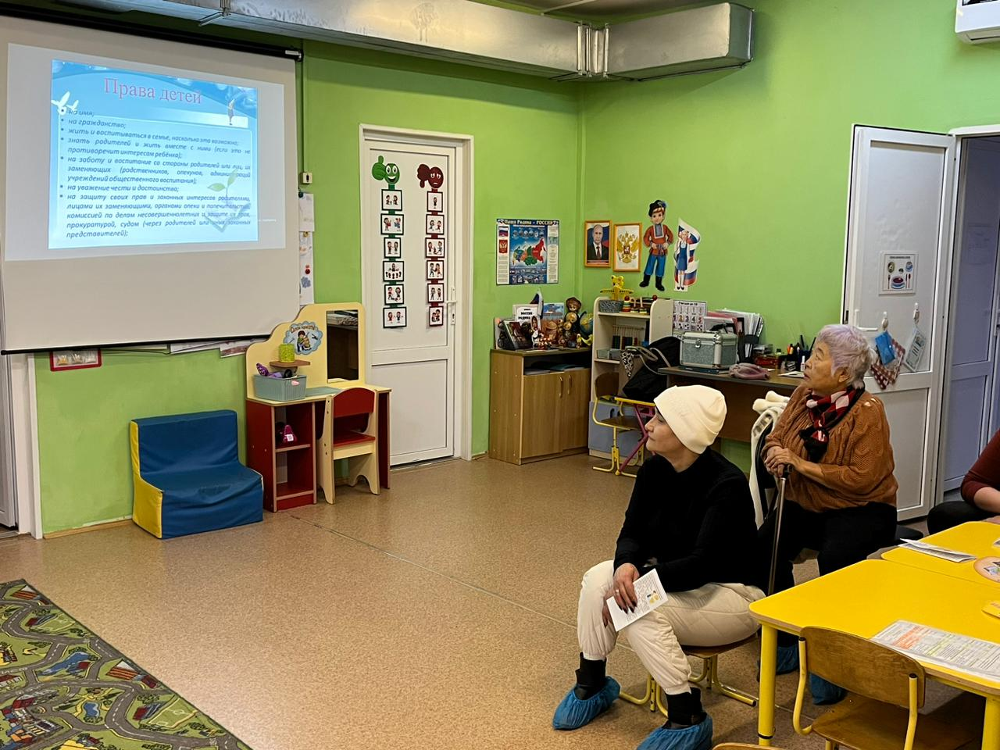 Права детей
на имя;
на гражданство;
жить и воспитываться в семье, насколько это возможно;
знать родителей и жить вместе с ними (если это не
противоречит интересам ребёнка);
на заботу и воспитание со стороны родителей или лиц, их
заменяющих (родственников, опекунов, администраций
учреждений общественного воспитания);
на уважение чести и достоинства;
на защиту своих прав и законных интересов родителями,
лицами их заменяющими, органами опеки и попечительства,
комиссией по делам несовершеннолетних и защите их прав,
прокуратурой, судом (через родителей или иных законных
представителей);
Наша Родина - РОССИЯ